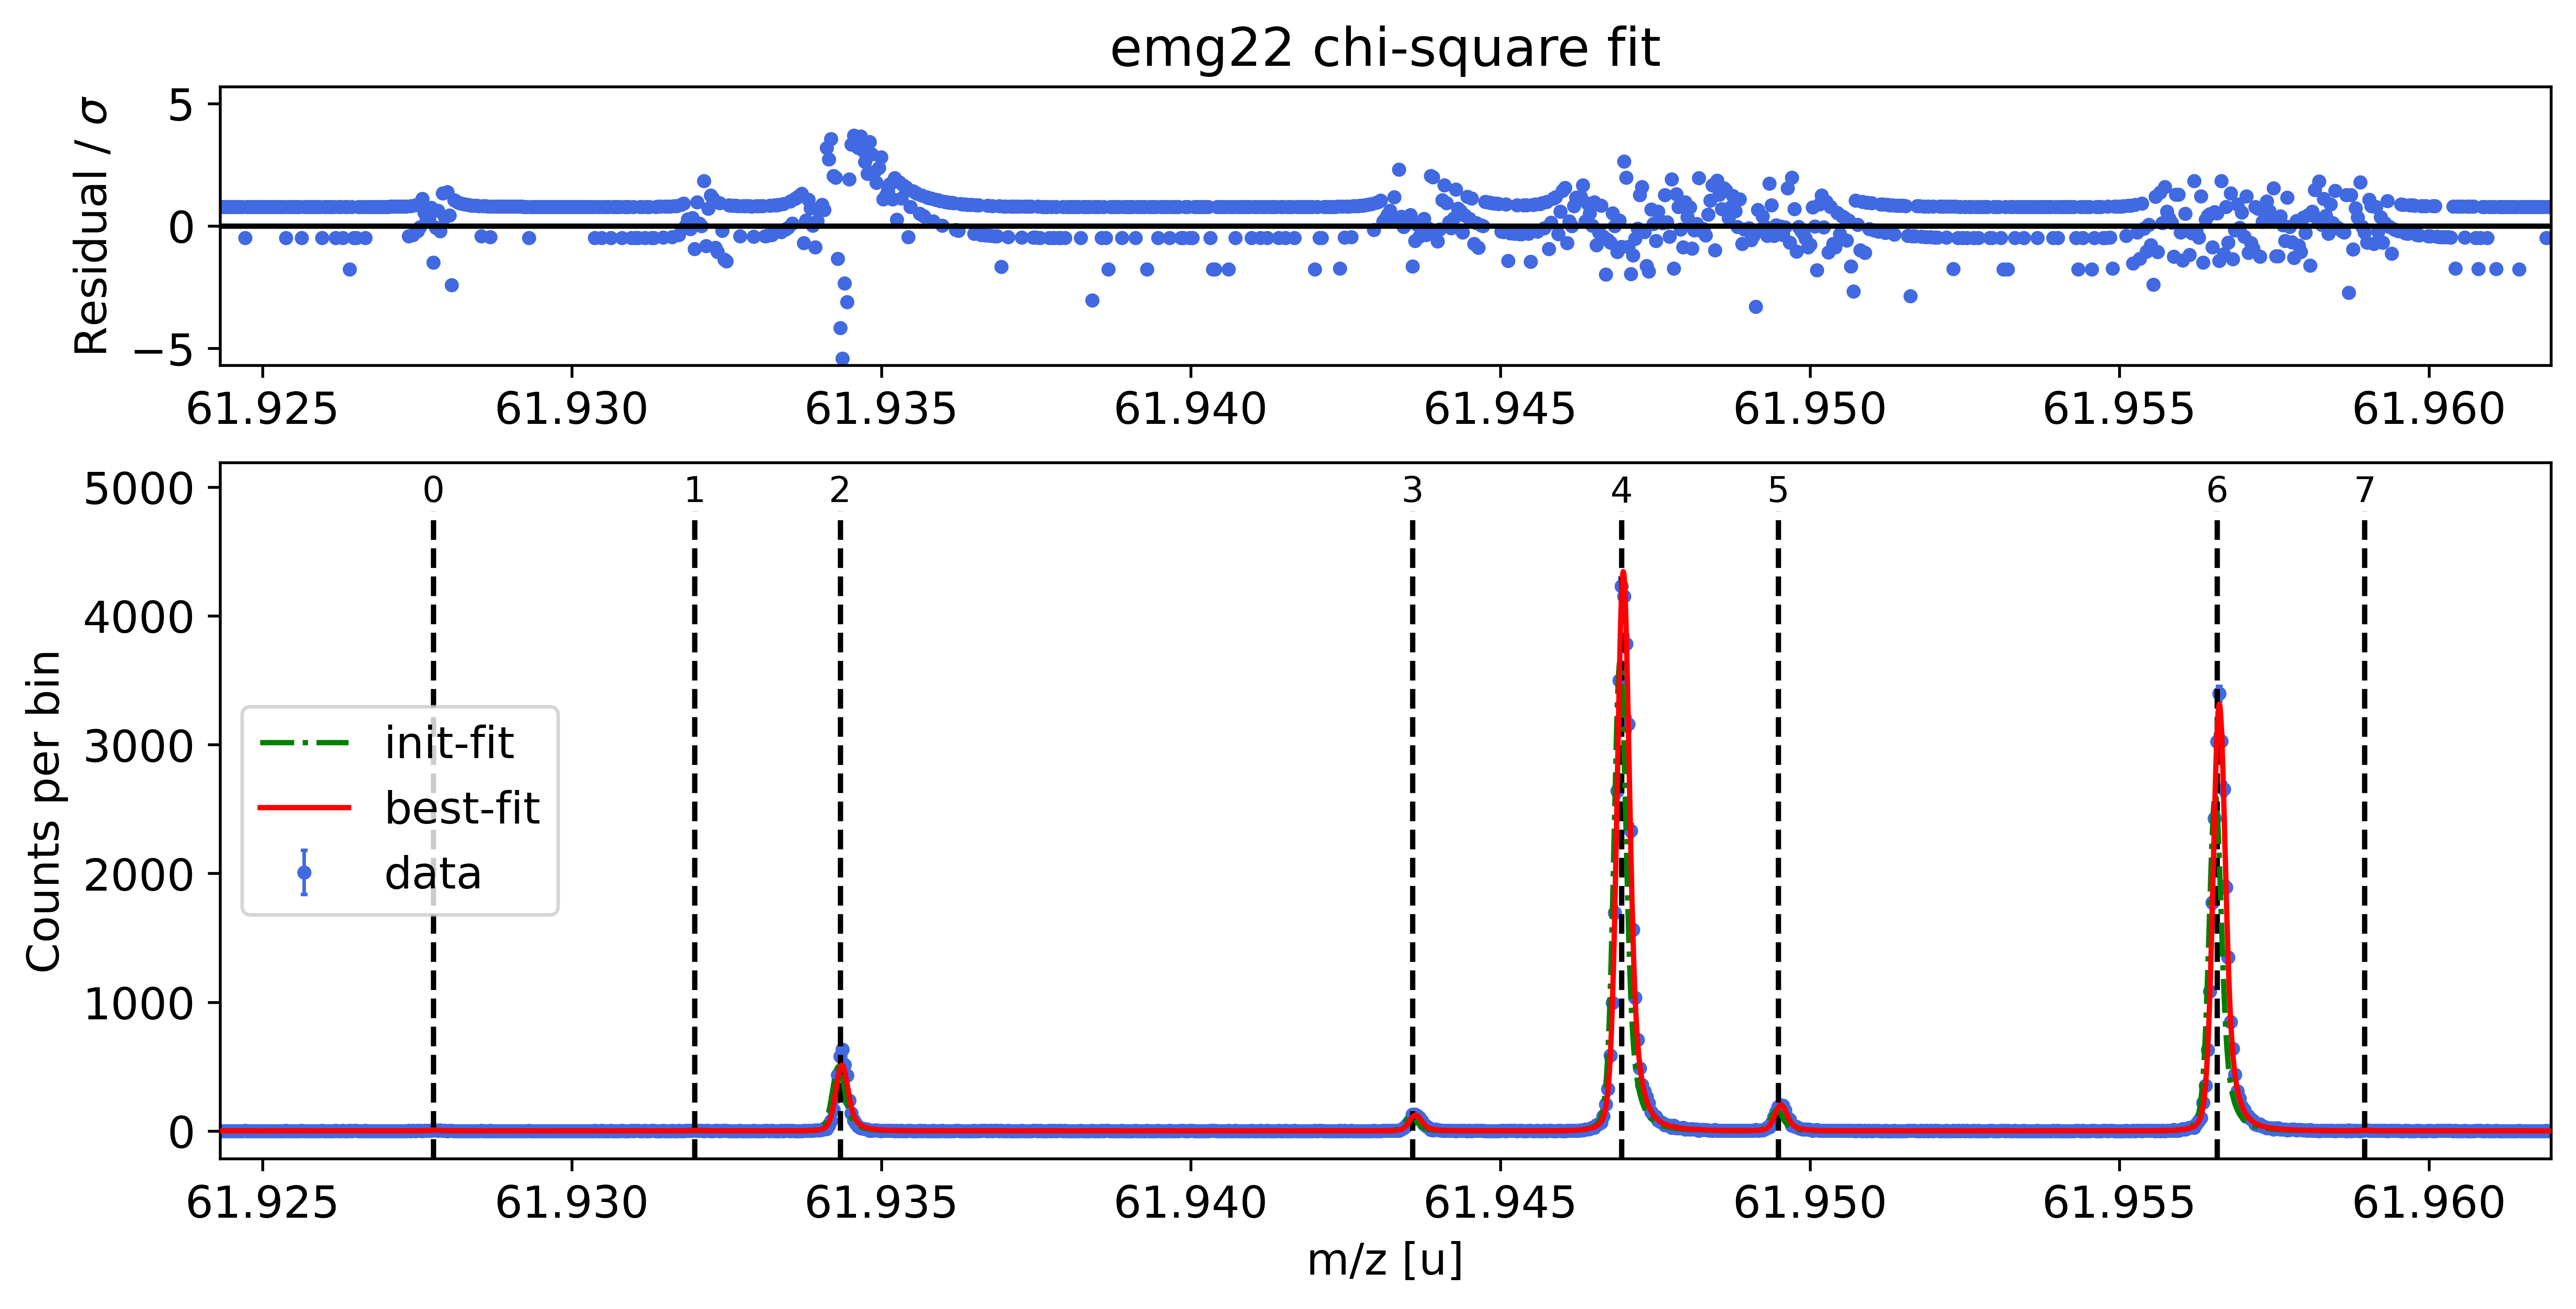 emg22 chi-square fit
Residual / σ
5
0
−5
61.925 61.930 61.935 61.940 61.945 61.950 61.955 61.960
Counts per bin
5000
4000
3000
2000
1000
0
0 1 2 3 4 5 6 7
init-fit
best-fit
data
61.925 61.930 61.935 61.940 61.945 61.950 61.955 61.960
m/z [u]